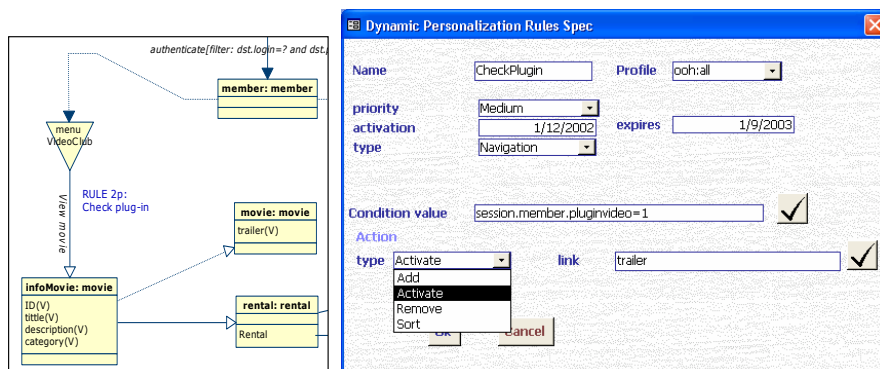 authenticate[filter: dst.login=? and dst.p
member: member
menu
VideoClub
View movie
RULE 2p:
Check plug-in
movie: movie
trailer(V)
infoMovie: movie
ID(V)
tittle(V)
description(V)
category(V)
rental: rental
Rental
Dynamic Personalization Rules Spec
Name CheckPlugin Profile ooh:all
priority Medium
activation 1/12/2002 expires 1/9/2003
type Navigation
Condition value session.member.pluginvideo=1
Action
type Activate link trailer
Add
Activate
Remove
Sort
Ok Cancel